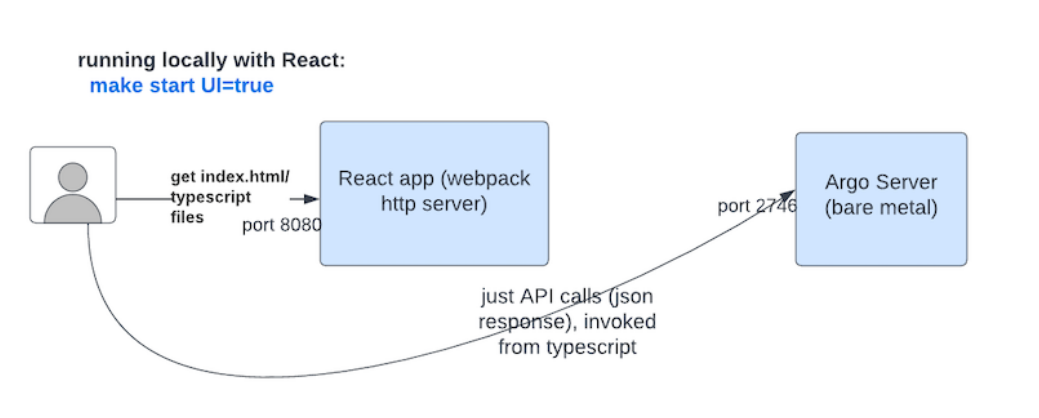 running locally with React:
make start UI=true
get index.html/
typescript
files
port 8080
React app (webpack
http server)
port 2746
Argo Server
(bare metal)
just API calls (json
response), invoked
from typescript